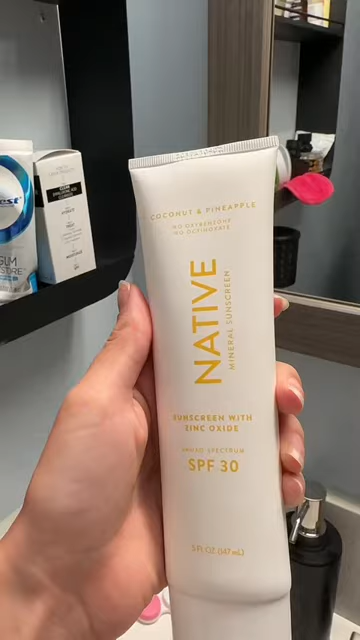 COCONUT & PINEAPPLE
NO OXYBENZONE
NO OCTINOXATE
NATIVE
MINERAL SUNSCREEN
SUNSCREEN WITH
ZINC OXIDE
BROAD SPECTRUM
SPF 30
5 FL OZ (147 mL)